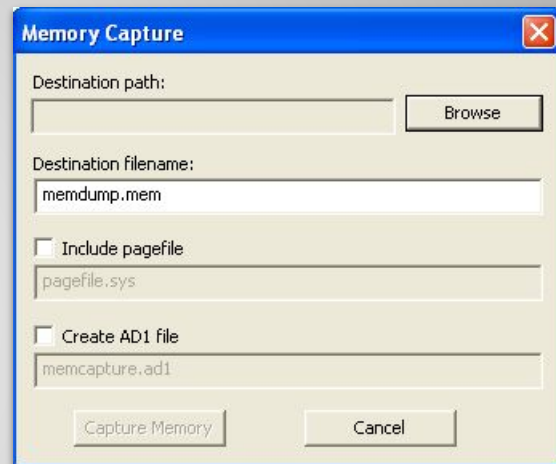 Memory Capture
Destination path:
Browse
Destination filename:
memdump.mem
Include pagefile
pagefile.sys
Create AD1 file
memcapture.ad1
Capture Memory Cancel